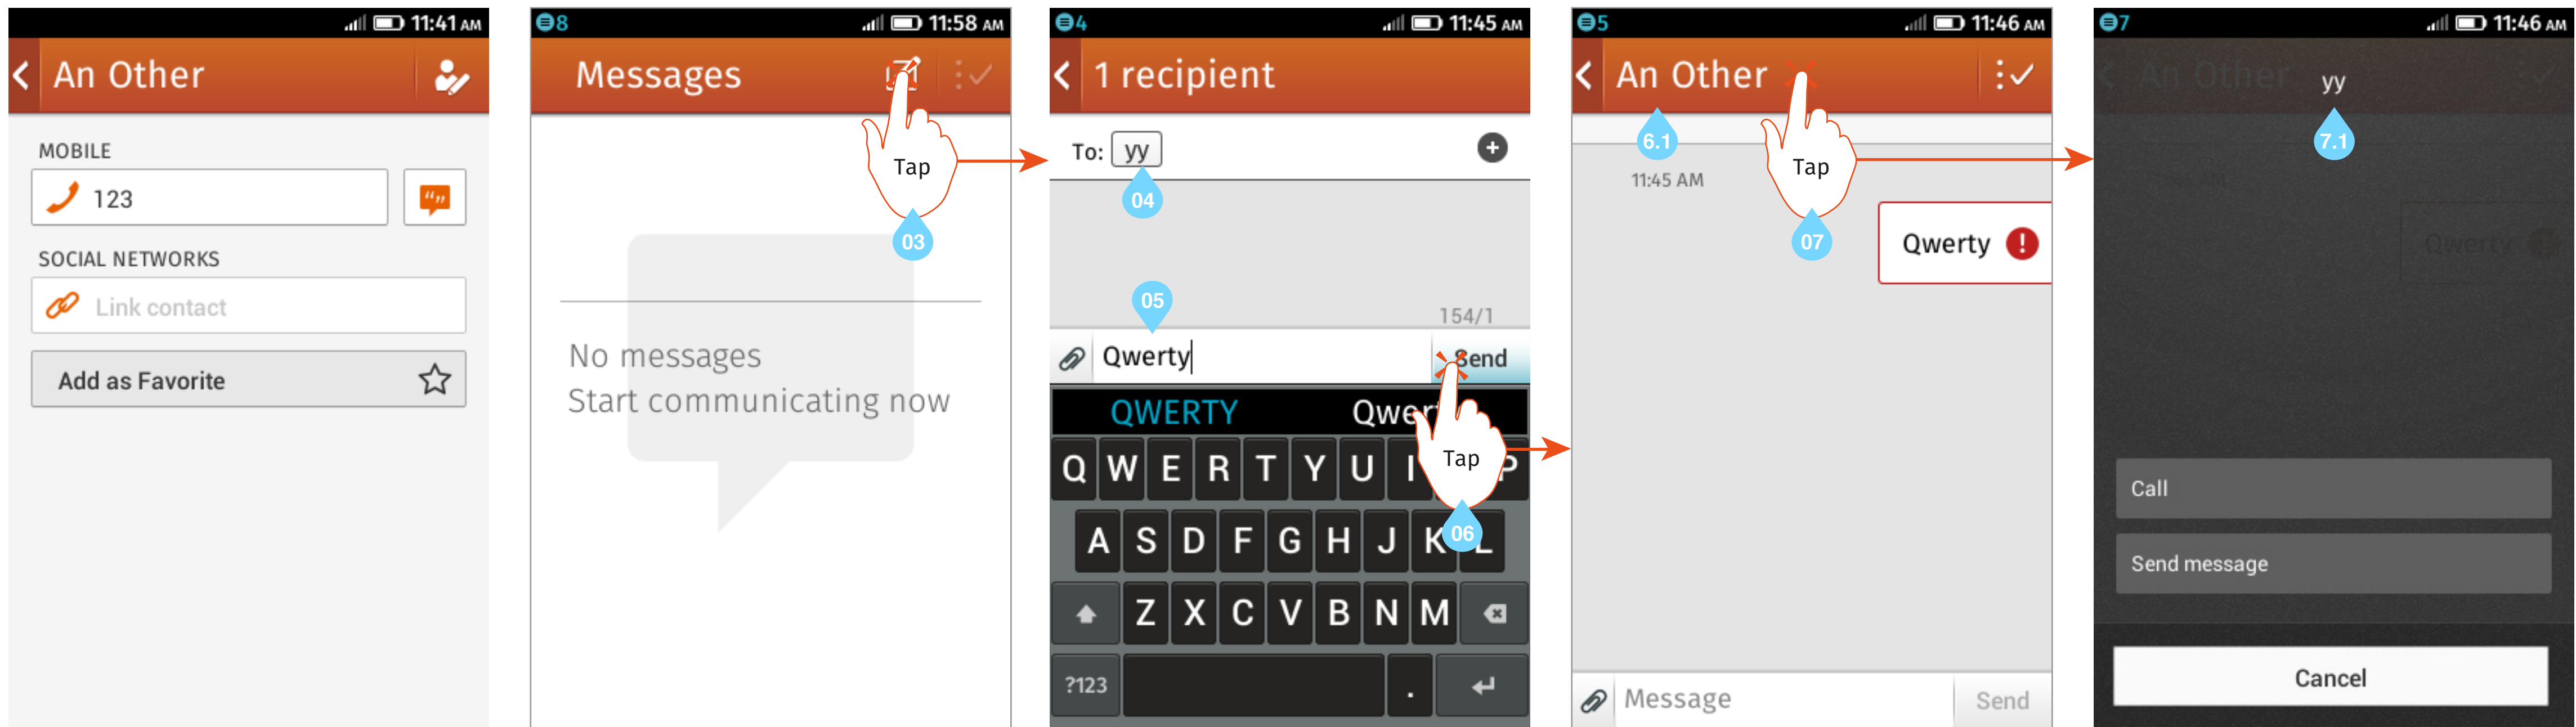 11:41 AM
An Other
MOBILE
123
SOCIAL NETWORKS
Link contact
Add as Favorite
8 11:58 AM
Messages
Tap
03
No messages
Start communicating now
4 11:45 AM
1 recipient
To: yy
04
05
154/1
Qwerty Send
QWERTY
Tap
Q W E R T Y U I P
A S D F G H J K L
06
Z X C V B N M
?123 .
5 11:46 AM
An Other
6.1
Tap
11:45 AM
07
Qwerty !
Message Send
7 11:46 AM
An Other yy
7.1
Qwerty
Call
Send message
Cancel